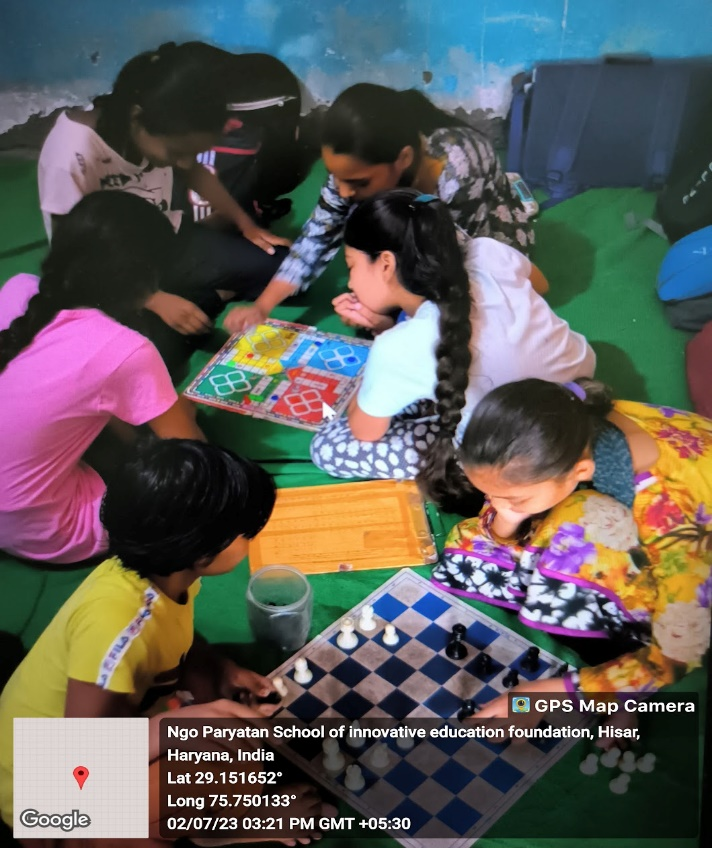 FILA
GPS Map Camera
Ngo Paryatan School of innovative education foundation, Hisar,
Haryana, India
Lat 29.151652°
Long 75.750133°
02/07/23 03:21 PM GMT +05:30
Google